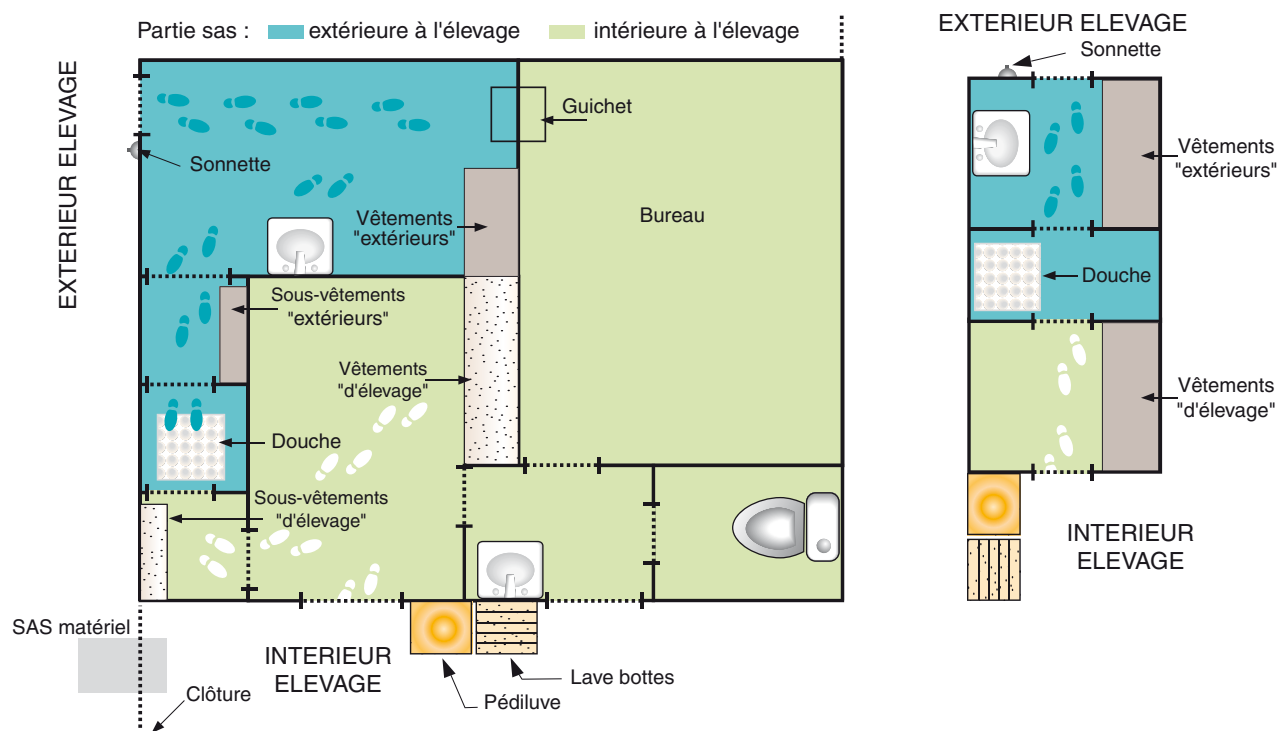 Partie sas : extérieure à l'élevage intérieure à l'élevage
EXTERIEUR ELEVAGE
Sonnette
Guichet
Vêtements
"extérieurs"
Bureau
Sous-vêtements
"extérieurs"
Vêtements
"d'élevage"
Douche
Sous-vêtements
"d'élevage"
SAS matériel
Clôture
INTERIEUR
ELEVAGE
Pédiluve
Lave bottes
EXTERIEUR ELEVAGE
Sonnette
Vêtements
"extérieurs"
Douche
Vêtements
"d'élevage"
INTERIEUR
ELEVAGE